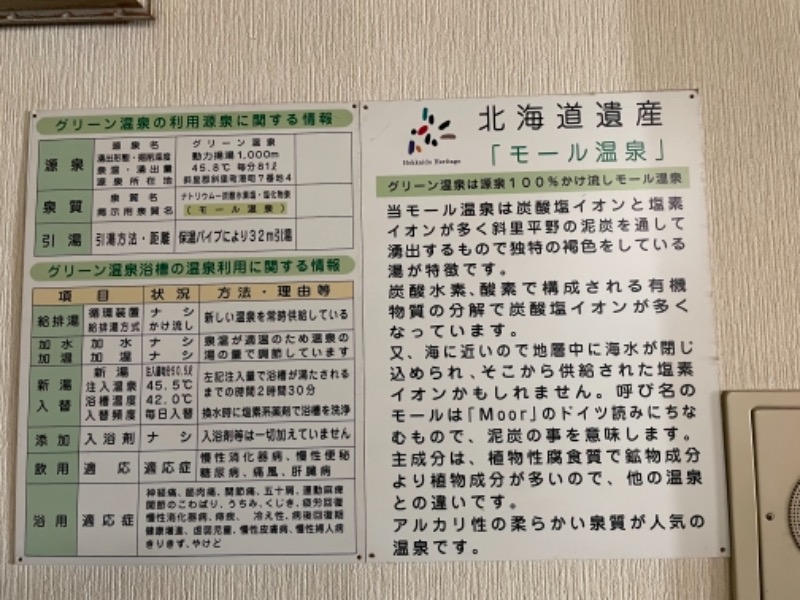 グリーン温泉の利用源泉に関する情報
源泉
源泉名 グリーン温泉
湧出形態・掘削深度 動力揚湯1,000m
泉温・湧出量 45.8℃ 毎分81ℓ
源泉所在地 斜里郡斜里町港町7番地4
泉質
泉質名 ナトリウム-炭酸水素塩・塩化物泉
掲示用泉質名 (モール温泉)
引湯 引湯方法・距離 保温パイプにより32m引湯
グリーン温泉浴槽の温泉利用に関する情報
項目 状況 方法・理由等
給排湯
循環装置 ナシ
給排湯方式 かけ流し
新しい温泉を常時供給している
加水 加水 ナシ
加温 加温 ナシ
泉温が適温のため温泉の
湯の量で調節しています
新湯
入替
新湯 注入量毎分50.5ℓ
注入温泉 45.5℃
浴槽温度 42.0℃
入替頻度 毎日入替
左記注入量で浴槽が満たされる
までの時間2時間30分
換水時に塩素系薬剤で浴槽を洗浄
添加 入浴剤 ナシ 入浴剤等は一切加えていません
飲用 適応 適応症
慢性消化器病、慢性便秘
糖尿病、痛風、肝臓病
浴用 適応症
神経痛、筋肉痛、関節痛、五十肩、運動麻痺
関節のこわばり、うちみ、くじき、疲労回復
慢性消化器病、痔疾、冷え性、病後回復期
健康増進、虚弱児童、慢性皮膚病、慢性婦人病
きりきず、やけど
Hokkaido Heritage
北海道遺産
「モール温泉」
グリーン温泉は源泉100%かけ流しモール温泉
当モール温泉は炭酸塩イオンと塩素
イオンが多く斜里平野の泥炭を通して
湧出するもので独特の褐色をしている
湯が特徴です。
炭酸水素、酸素で構成される有機
物質の分解で炭酸塩イオンが多く
なっています。
又、海に近いので地層中に海水が閉じ
込められ、そこから供給された塩素
イオンかもしれません。呼び名の
モールは「Moor」のドイツ読みにちな
むもので、泥炭の事を意味します。
主成分は、植物性腐食質で鉱物成分
より植物成分が多いので、他の温泉
との違いです。
アルカリ性の柔らかい泉質が人気の
温泉です。